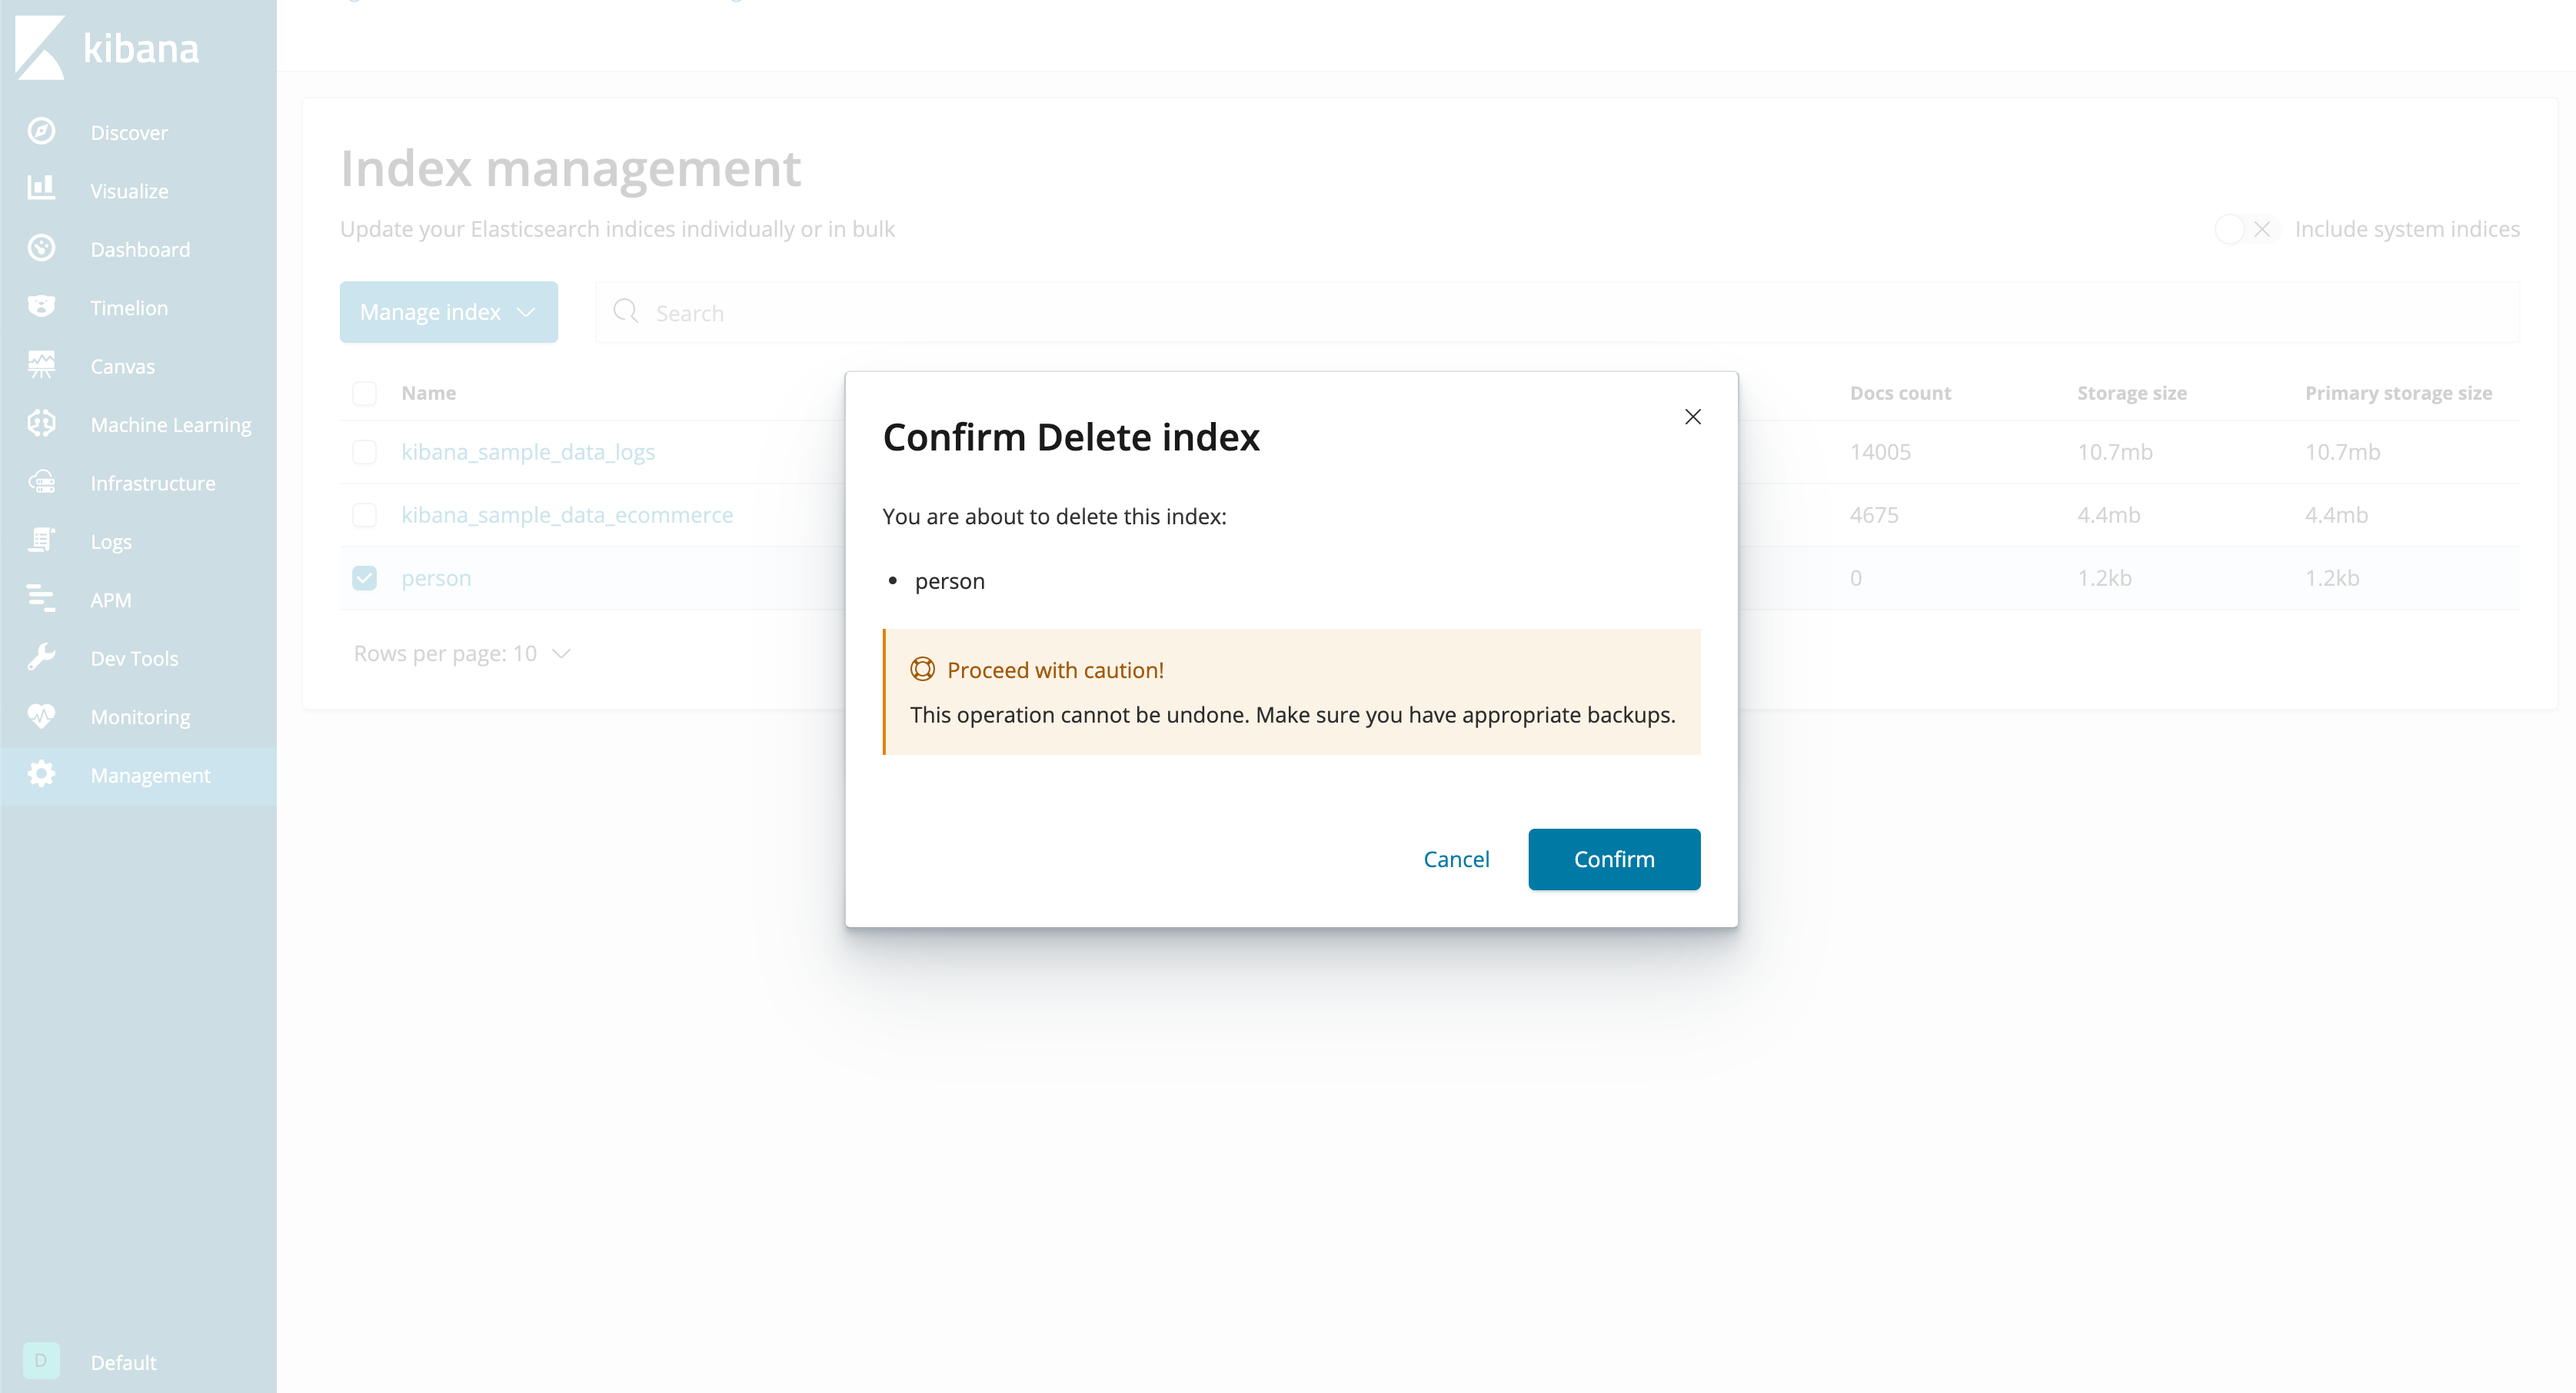 kibana
Discover
Visualize
Dashboard
Timelion
Canvas
Machine Learning
Infrastructure
Logs
APM
Dev Tools
Monitoring
Management
D Default
Index management
Update your Elasticsearch indices individually or in bulk
Include system indices
Manage index
Search
Name Docs count Storage size Primary storage size
kibana_sample_data_logs 14005 10.7mb 10.7mb
kibana_sample_data_ecommerce 4675 4.4mb 4.4mb
person 0 1.2kb 1.2kb
Rows per page: 10
Confirm Delete index
You are about to delete this index:
• person
Proceed with caution!
This operation cannot be undone. Make sure you have appropriate backups.
Cancel Confirm